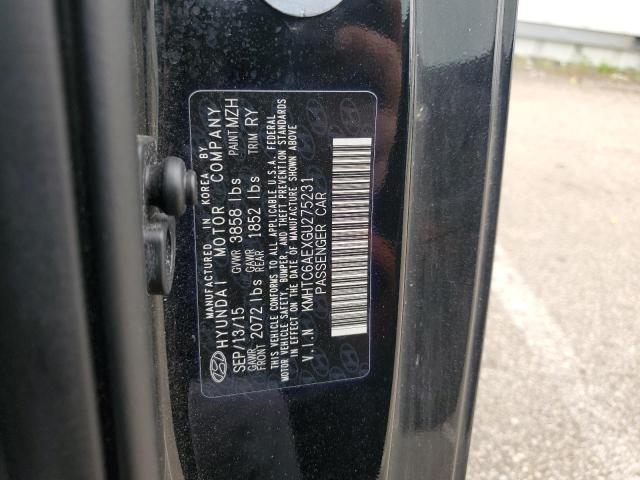 MANUFACTURED IN KOREA BY
HYUNDAI MOTOR COMPANY
SEP/13/15 GVWR 3858 lbs PAINT MZH
GAWR FRONT 2072 lbs GAWR REAR 1852 lbs TRIM RY
THIS VEHICLE CONFORMS TO ALL APPLICABLE U.S.A. FEDERAL
MOTOR VEHICLE SAFETY, BUMPER, AND THEFT PREVENTION STANDARDS
IN EFFECT ON THE DATE OF MANUFACTURE SHOWN ABOVE
V.I.N KMHTC6AEXGU275231
PASSENGER CAR